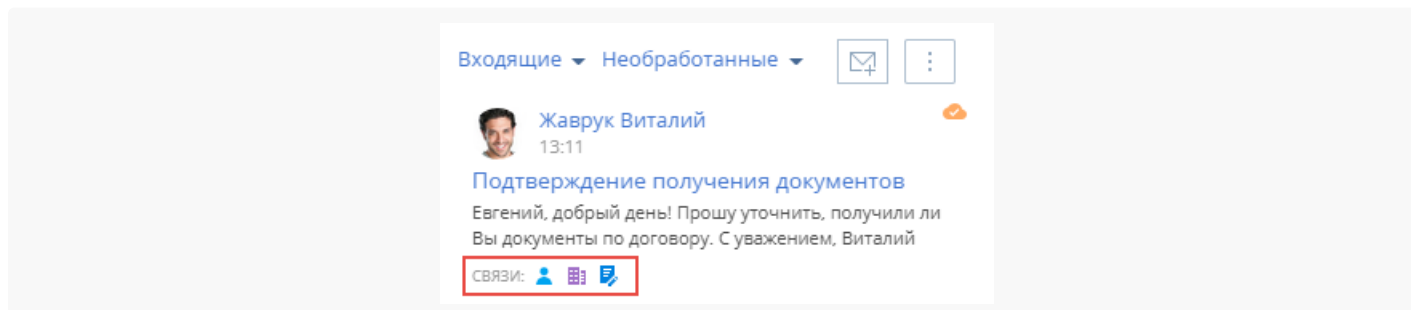 Входящие Необработанные
Жаврук Виталий
13:11
Подтверждение получения документов
Евгений, добрый день! Прошу уточнить, получили ли
Вы документы по договору. С уважением, Виталий
СВЯЗИ: